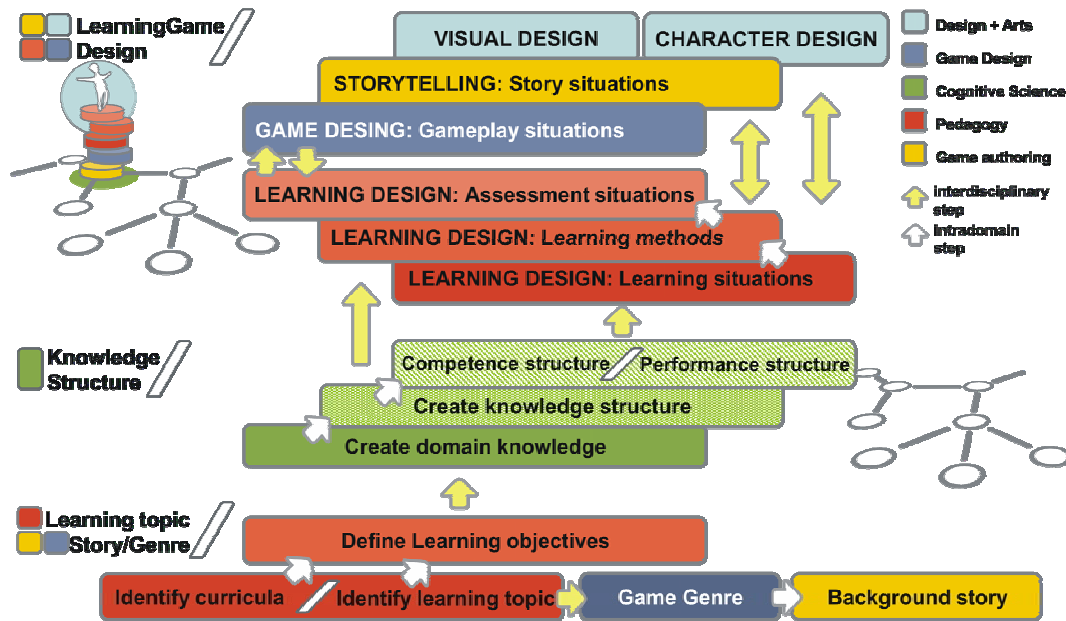 LearningGame
Design
VISUAL DESIGN
CHARACTER DESIGN
STORYTELLING: Story situations
GAME DESING: Gameplay situations
LEARNING DESIGN: Assessment situations
LEARNING DESIGN: Learning methods
LEARNING DESIGN: Learning situations
Design + Arts
Game Design
Cognitive Science
Pedagogy
Game authoring
interdisciplinary
step
intradomain
step
Knowledge
Structure
Competence structure
Performance structure
Create knowledge structure
Create domain knowledge
Learning topic
Story/Genre
Define Learning objectives
Identify curricula
Identify learning topic
Game Genre
Background story